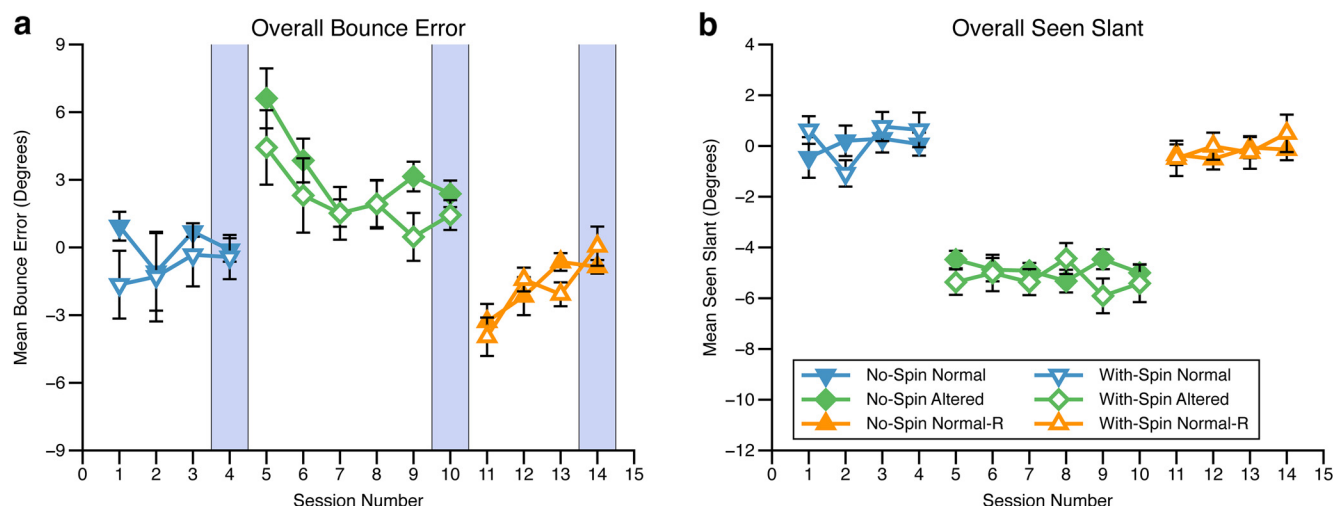 a
Overall Bounce Error
Mean Bounce Error (Degrees)
9
6
3
0
−3
−6
−9
0 1 2 3 4 5 6 7 8 9 10 11 12 13 14 15
Session Number
b
Overall Seen Slant
Mean Seen Slant (Degrees)
4
2
0
−2
−4
−6
−8
−10
−12
No-Spin Normal With-Spin Normal
No-Spin Altered With-Spin Altered
No-Spin Normal-R With-Spin Normal-R
0 1 2 3 4 5 6 7 8 9 10 11 12 13 14 15
Session Number